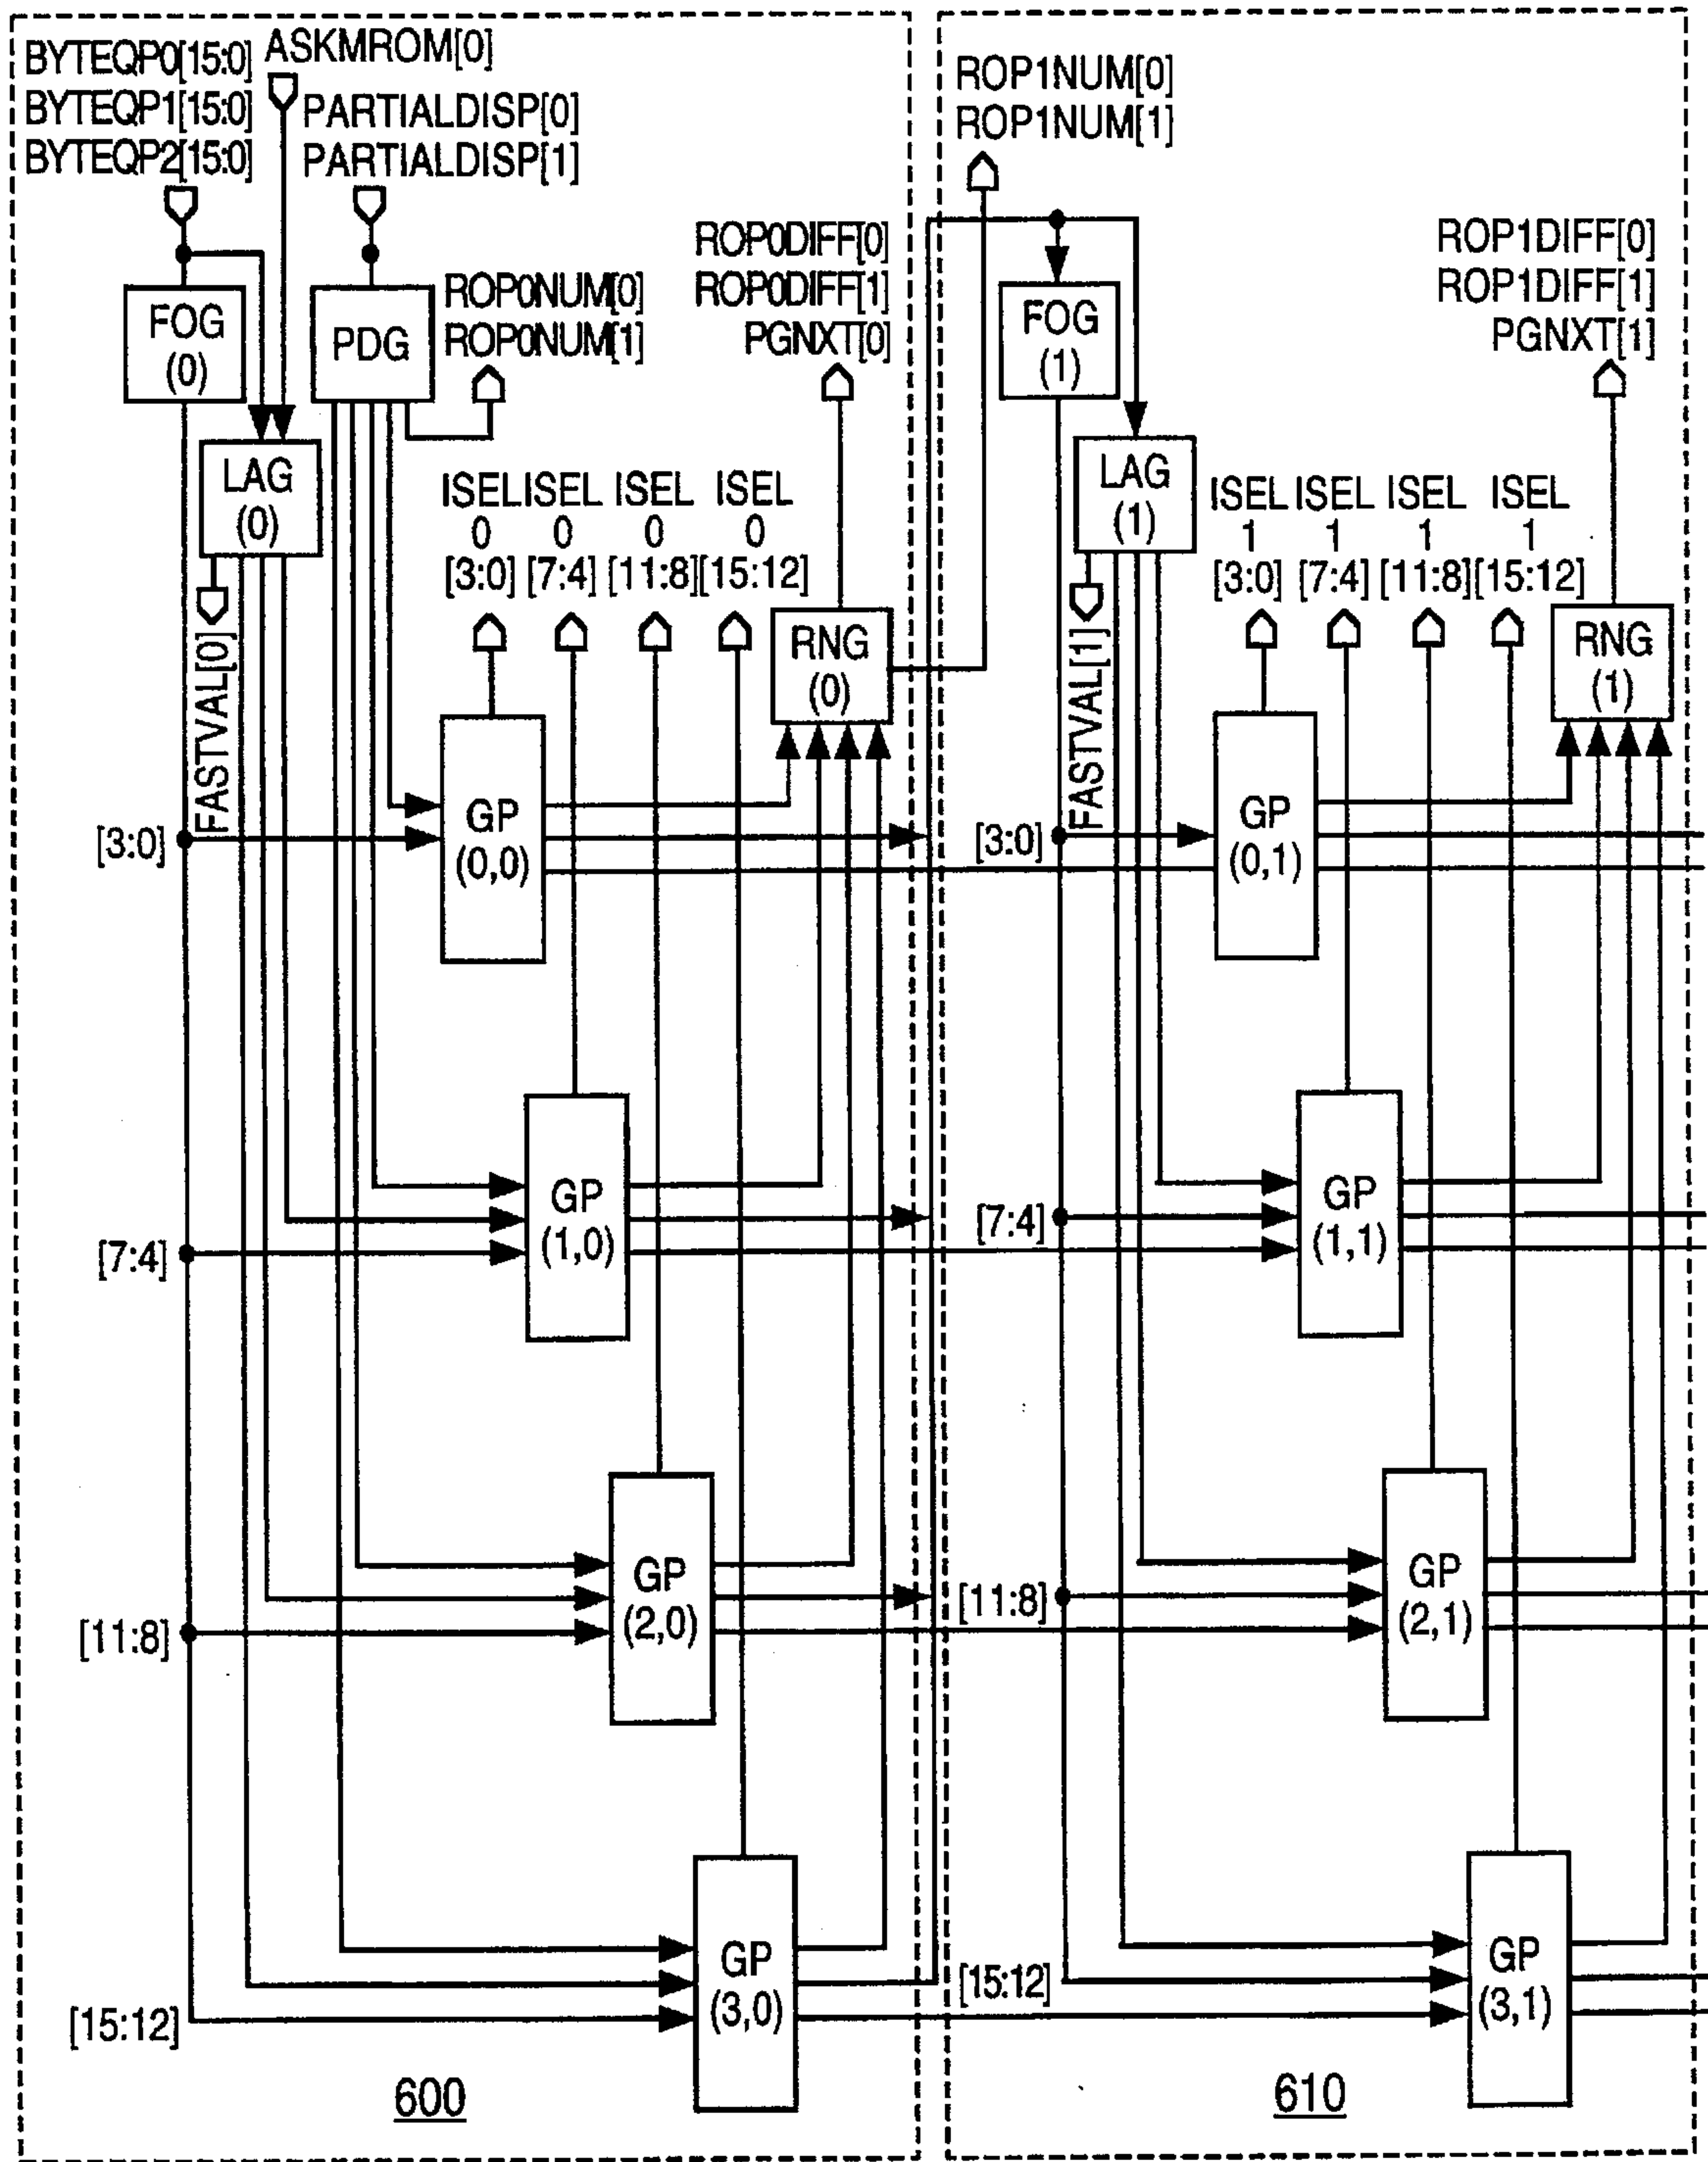 BYTEQP0[15:0]
BYTEQP1[15:0]
BYTEQP2[15:0]
ASKMROM[0]
PARTIALDISP[0]
PARTIALDISP[1]
FOG
(0)
PDG
ROP0NUM[0]
ROP0NUM[1]
ROP0DIFF[0]
ROP0DIFF[1]
PGNXT[0]
LAG
(0)
FASTVAL[0]
ISEL ISEL ISEL ISEL
0 0 0 0
[3:0] [7:4] [11:8] [15:12]
RNG
(0)
[3:0]
GP
(0,0)
[7:4]
GP
(1,0)
[11:8]
GP
(2,0)
[15:12]
GP
(3,0)
600
ROP1NUM[0]
ROP1NUM[1]
FOG
(1)
ROP1DIFF[0]
ROP1DIFF[1]
PGNXT[1]
LAG
(1)
FASTVAL[1]
ISEL ISEL ISEL ISEL
1 1 1 1
[3:0] [7:4] [11:8] [15:12]
RNG
(1)
[3:0]
GP
(0,1)
[7:4]
GP
(1,1)
[11:8]
GP
(2,1)
[15:12]
GP
(3,1)
610